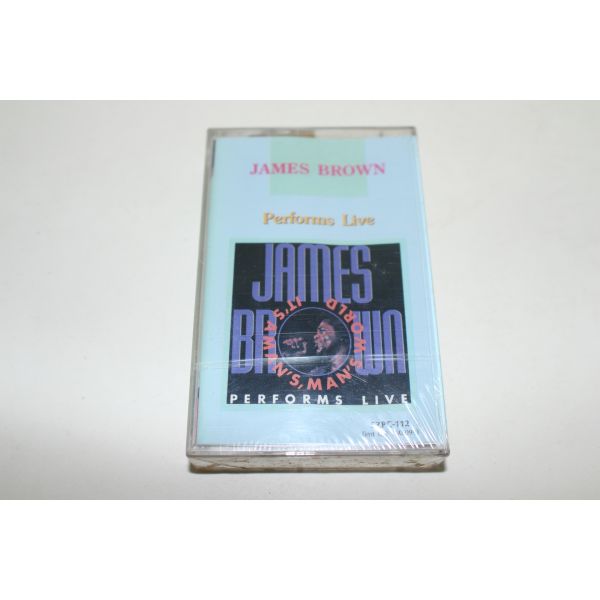 JAMES BROWN
Performs Live
JAMES
BROWN
IT'S A MAN'S, MAN'S WORLD
PERFORMS LIVE